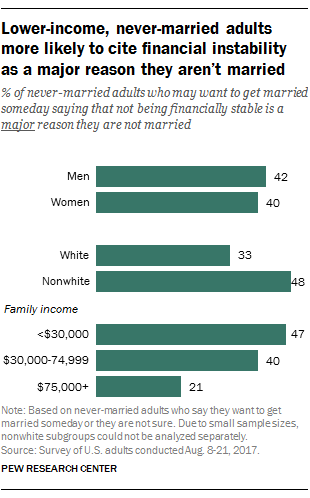 Lower-income, never-married adults
more likely to cite financial instability
as a major reason they aren't married
% of never-married adults who may want to get married
someday saying that not being financially stable is a
major reason they are not married
Men 42
Women 40
White 33
Nonwhite 48
Family income
<$30,000 47
$30,000-74,999 40
$75,000+ 21
Note: Based on never-married adults who say they want to get
married someday or they are not sure. Due to small sample sizes,
nonwhite subgroups could not be analyzed separately.
Source: Survey of U.S. adults conducted Aug. 8-21, 2017.
PEW RESEARCH CENTER